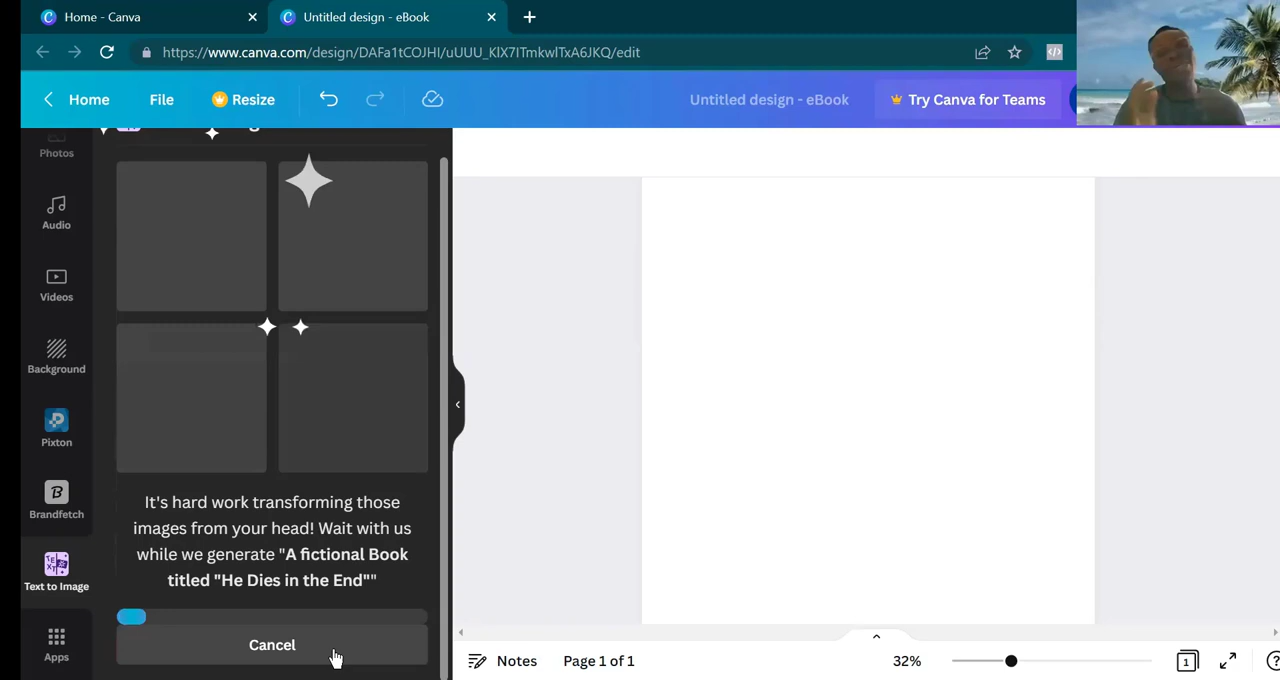 Home - Canva
Untitled design - eBook
https://www.canva.com/design/DAFa1tCOJHI/uUUU_KlX7ITmkwlTxA6JKQ/edit
Home File Resize Untitled design - eBook Try Canva for Teams
Photos
Audio
Videos
Background
Pixton
Brandfetch
Text to Image
Apps
It's hard work transforming those
images from your head! Wait with us
while we generate "A fictional Book
titled "He Dies in the End""
Cancel
Notes Page 1 of 1 32% 1